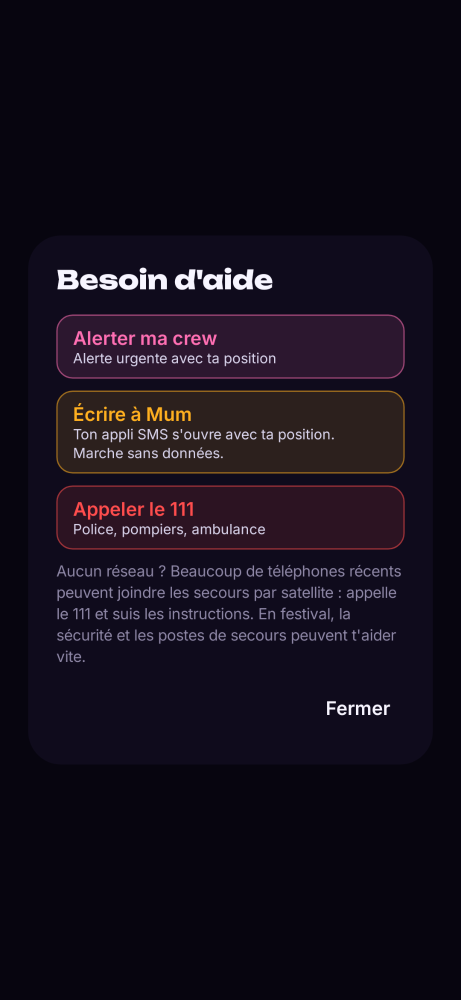 Besoin d'aide
Alerter ma crew
Alerte urgente avec ta position
Écrire à Mum
Ton appli SMS s'ouvre avec ta position.
Marche sans données.
Appeler le 111
Police, pompiers, ambulance
Aucun réseau ? Beaucoup de téléphones récents
peuvent joindre les secours par satellite : appelle
le 111 et suis les instructions. En festival, la
sécurité et les postes de secours peuvent t'aider
vite.
Fermer